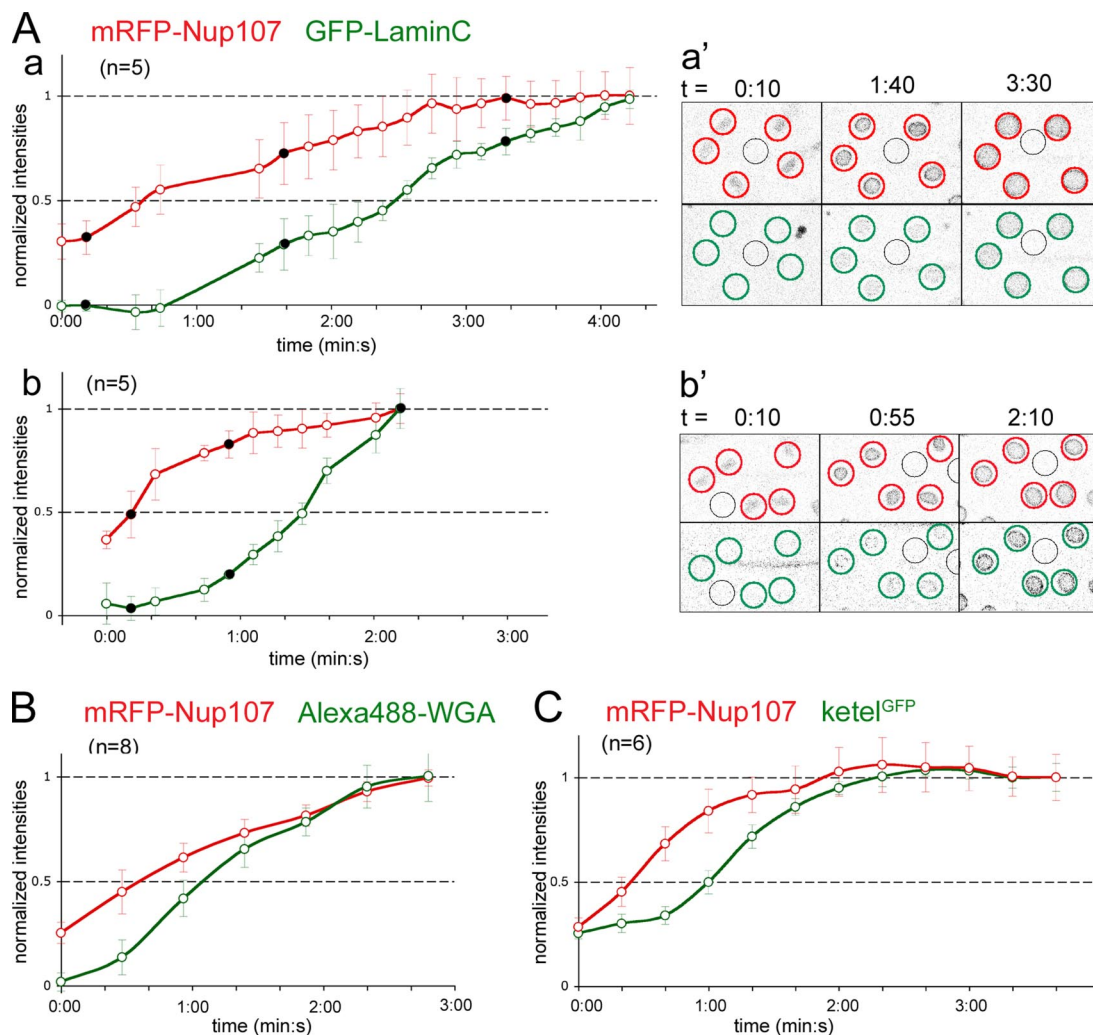 A
mRFP-Nup107 GFP-LaminC
a
(n=5)
normalized intensities
1
0.5
0
0:00 1:00 2:00 3:00 4:00
time (min:s)
a'
t = 0:10 1:40 3:30
b
(n=5)
normalized intensities
1
0.5
0
0:00 1:00 2:00 3:00
time (min:s)
b'
t = 0:10 0:55 2:10
B
mRFP-Nup107 Alexa488-WGA
(n=8)
normalized intensities
1
0.5
0
0:00 1:00 2:00 3:00
time (min:s)
C
mRFP-Nup107 ketelGFP
(n=6)
normalized intensities
1
0.5
0
0:00 1:00 2:00 3:00
time (min:s)